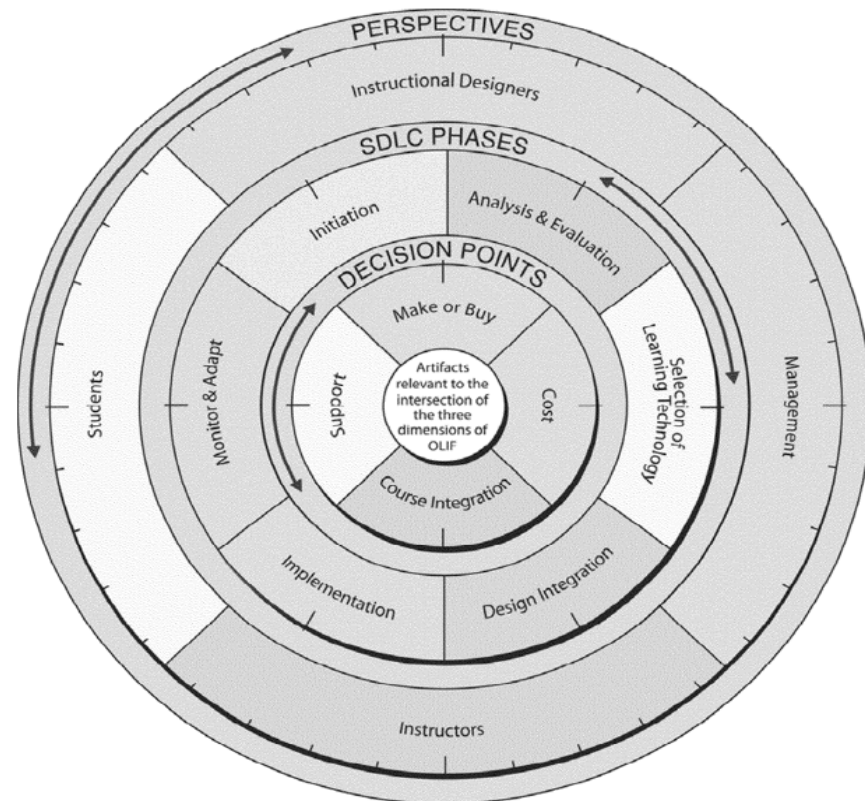 PERSPECTIVES
Instructional Designers
SDLC PHASES
Initiation
Analysis & Evaluation
DECISION POINTS
Make or Buy
Students
Monitor & Adapt
Support
Artifacts
relevant to the
intersection of
the three
dimensions of
OLIF
Cost
Selection of
Learning Technology
Management
Course Integration
Implementation
Design Integration
Instructors